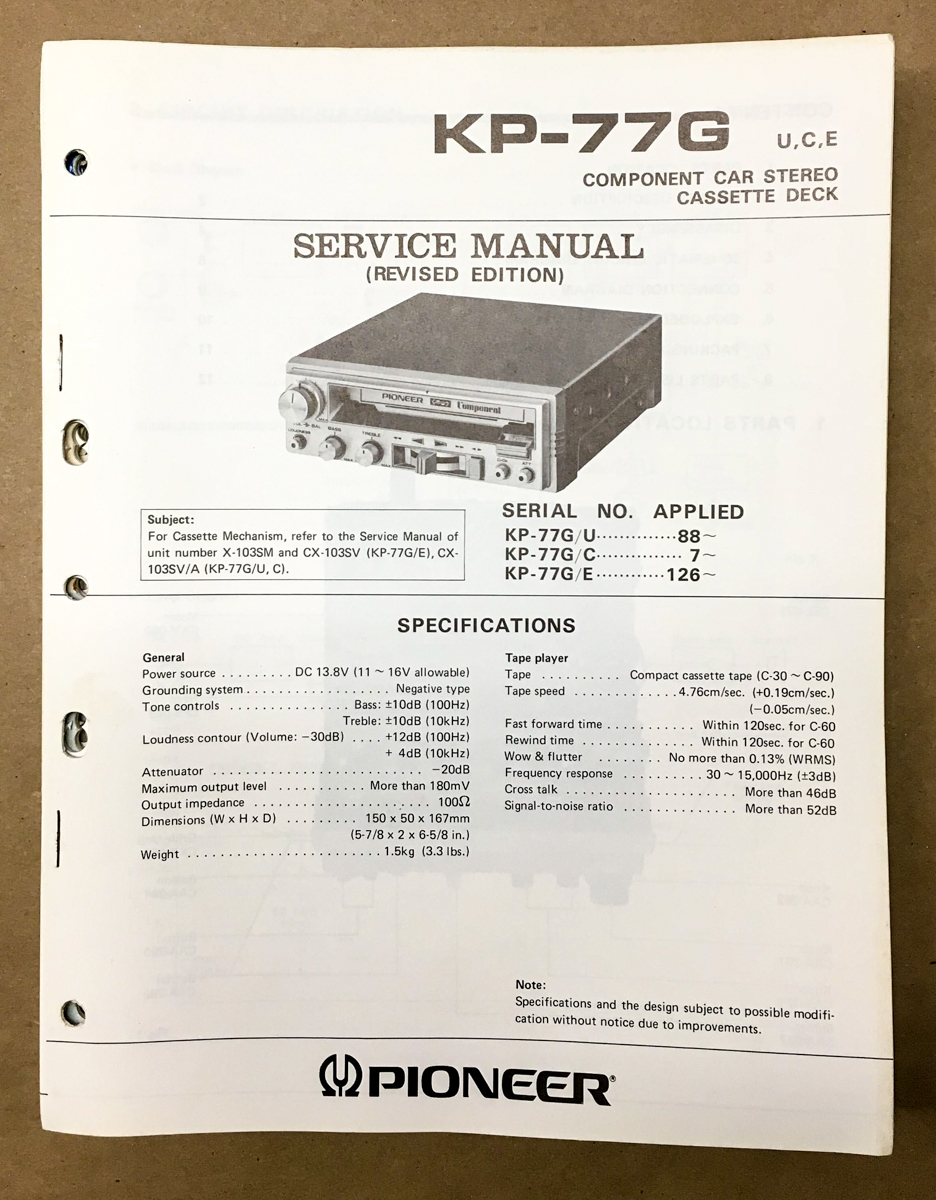 KP-77G U,C,E
COMPONENT CAR STEREO
CASSETTE DECK
SERVICE MANUAL
(REVISED EDITION)
PIONEER Component
LOUDNESS
BASS
TREBLE
MAX
MAX
ATT
Subject:
For Cassette Mechanism, refer to the Service Manual of
unit number X-103SM and CX-103SV (KP-77G/E), CX-
103SV/A (KP-77G/U, C).
SERIAL NO. APPLIED
KP-77G/U.............88~
KP-77G/C............ 7~
KP-77G/E............126~
SPECIFICATIONS
General
Power source ......... DC 13.8V (11 ~ 16V allowable)
Grounding system.................. Negative type
Tone controls ............... Bass: ±10dB (100Hz)
Treble: ±10dB (10kHz)
Loudness contour (Volume: −30dB) .... +12dB (100Hz)
+ 4dB (10kHz)
Attenuator .......................... −20dB
Maximum output level ........... More than 180mV
Output impedance ...................... 100Ω
Dimensions (W x H x D) ......... 150 x 50 x 167mm
(5-7/8 x 2 x 6-5/8 in.)
Weight ........................1.5kg (3.3 lbs.)
Tape player
Tape .......... Compact cassette tape (C-30 ~ C-90)
Tape speed .............4.76cm/sec. (+0.19cm/sec.)
(−0.05cm/sec.)
Fast forward time ............ Within 120sec. for C-60
Rewind time .............. Within 120sec. for C-60
Wow & flutter ........ No more than 0.13% (WRMS)
Frequency response .......... 30 ~ 15,000Hz (±3dB)
Cross talk ...................... More than 46dB
Signal-to-noise ratio .............. More than 52dB
Note:
Specifications and the design subject to possible modifi-
cation without notice due to improvements.
PIONEER®